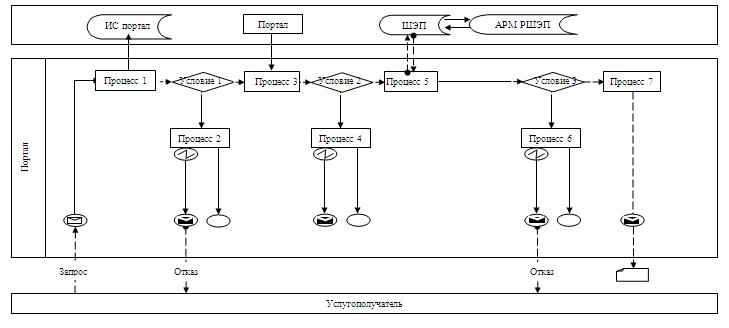 ИС портал
Портал
ШЭП
АРМ РШЭП
Процесс 1
Условие 1
Процесс 3
Условие 2
Процесс 5
Условие 3
Процесс 7
Процесс 2
Процесс 4
Процесс 6
Портал
Запрос
Отказ
Отказ
Услугополучатель